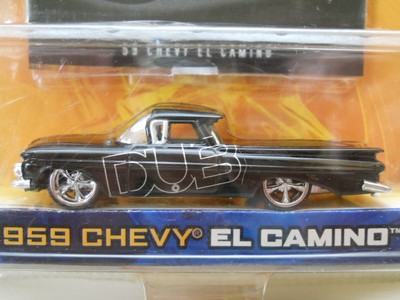 59 CHEVY EL CAMINO
DUB
959 CHEVY® EL CAMINO™